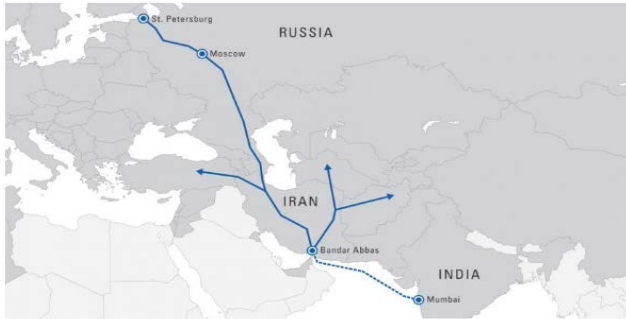 St. Petersburg
RUSSIA
Moscow
IRAN
Bandar Abbas
INDIA
Mumbai